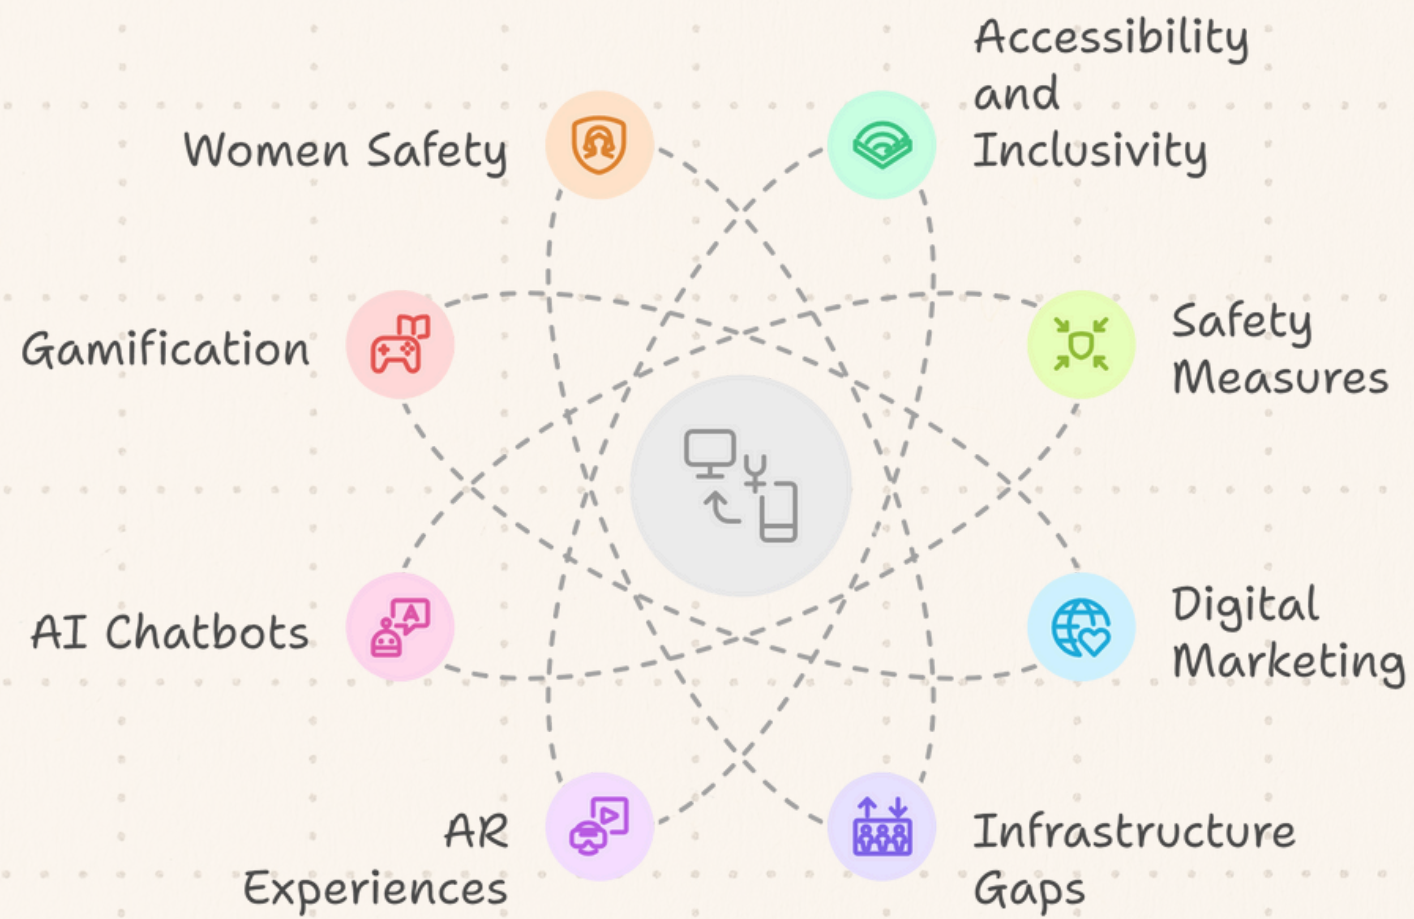 Accessibility
and
Inclusivity
Women Safety
Safety
Measures
Gamification
Digital
Marketing
AI Chatbots
AR
Experiences
Infrastructure
Gaps
A